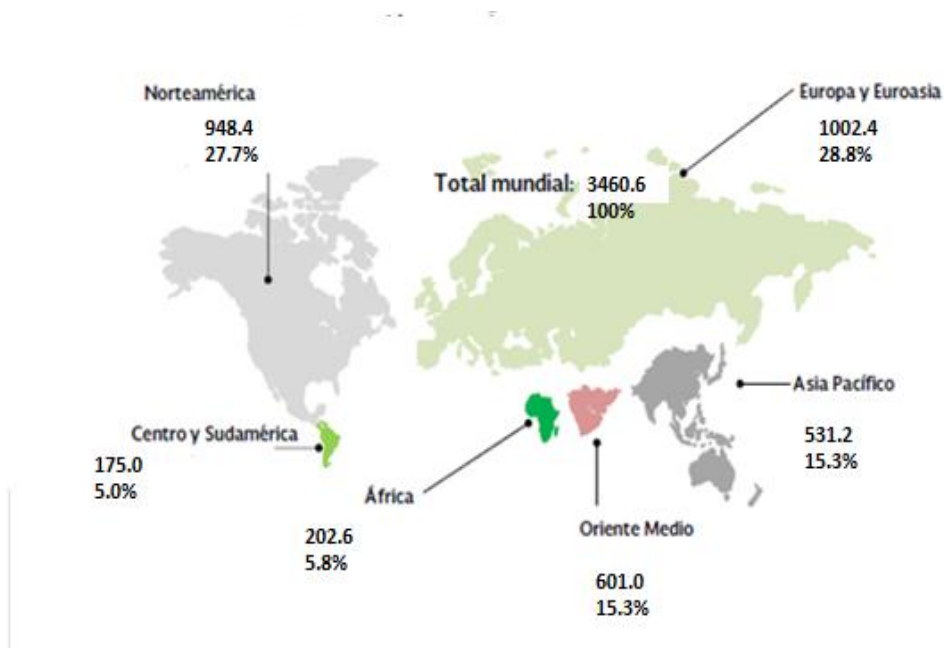 Norteamérica
948.4
27.7%
Europa y Euroasia
1002.4
28.8%
Total mundial: 3460.6
100%
Asia Pacífico
531.2
15.3%
Centro y Sudamérica
175.0
5.0%
África
202.6
5.8%
Oriente Medio
601.0
15.3%